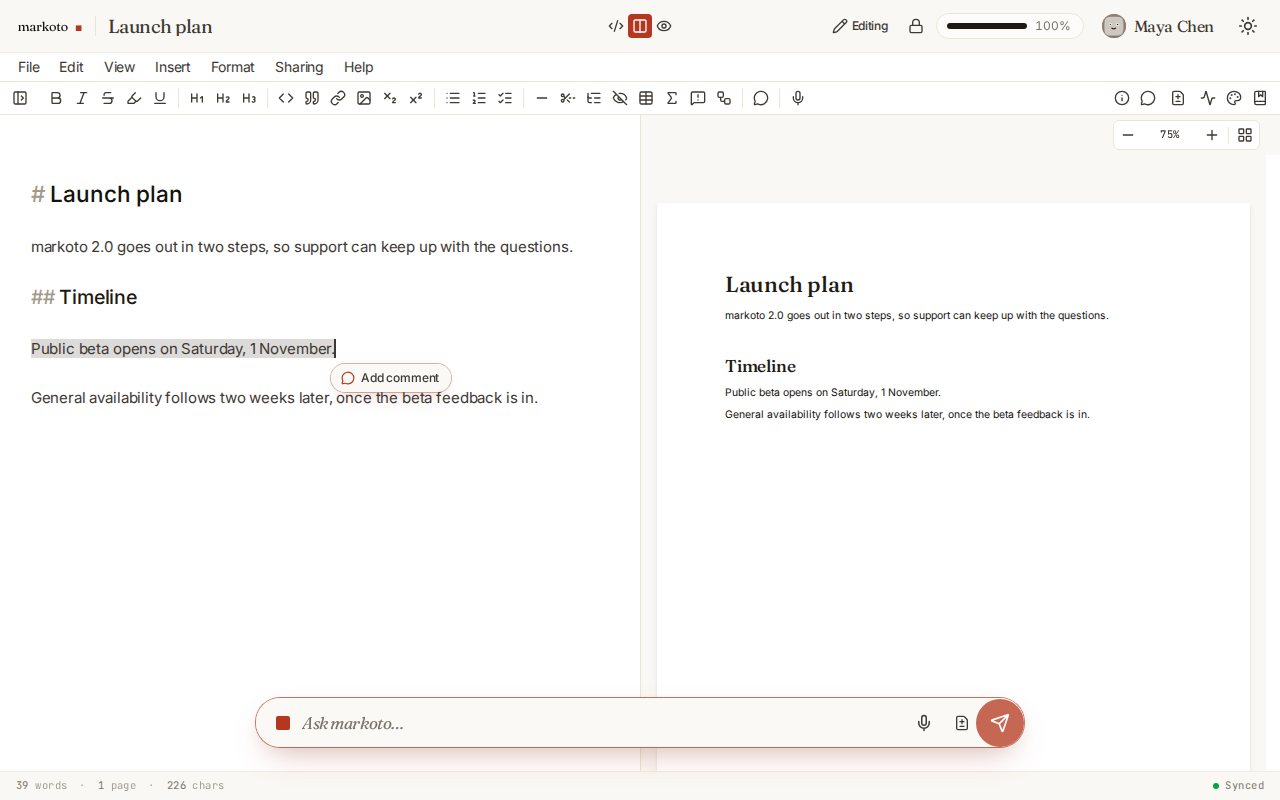 markoto
Launch plan
Editing
100%
Maya Chen
File Edit View Insert Format Sharing Help
H1 H2 H3
75%
# Launch plan
markoto 2.0 goes out in two steps, so support can keep up with the questions.
## Timeline
Public beta opens on Saturday, 1 November.
Add comment
General availability follows two weeks later, once the beta feedback is in.
Launch plan
markoto 2.0 goes out in two steps, so support can keep up with the questions.
Timeline
Public beta opens on Saturday, 1 November.
General availability follows two weeks later, once the beta feedback is in.
Ask markoto...
39 words · 1 page · 226 chars
Synced